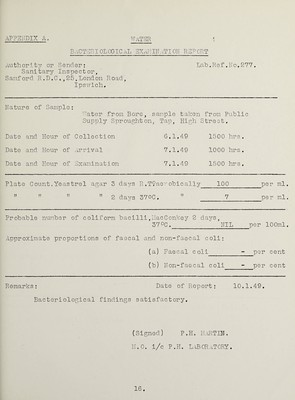 APPENDIX A. WATER
BACTERIOLOGICAL EXAMINATION REPORT
Authority or Sender: Lab.Ref.No.277.
Sanitary Inspector,
Samford R.D.C.,25,London Road,
Ipswich.
Nature of Sample:
Water from Bore, sample taken from Public
Supply Sproughton, Tap, High Street.
Date and Hour of Collection 6.1.49 1500 hrs.
Date and Hour of Arrival 7.1.49 1000 hrs.
Date and Hour of Examination 7.1.49 1000 hrs.
Plate Count.Yeastrel agar 3 days R.T. aerobically 100 per ml.
" " " " 2 days 37ºC. " 7 per ml.
Probable number of coliform bacilli,MacConkey 2 days,
37ºC. NIL per 100ml.
Approximate proportions of faecal and non-faecal coli:
(a) Faecal coli - per cent
(b) Non-faecal coli - per cent
Remarks: Date of Report: 10.1.49.
Bacteriological findings satisfactory.
(Signed) P.H. MARTIN.
M.O. i/c P.H. LABORATORY.
16.